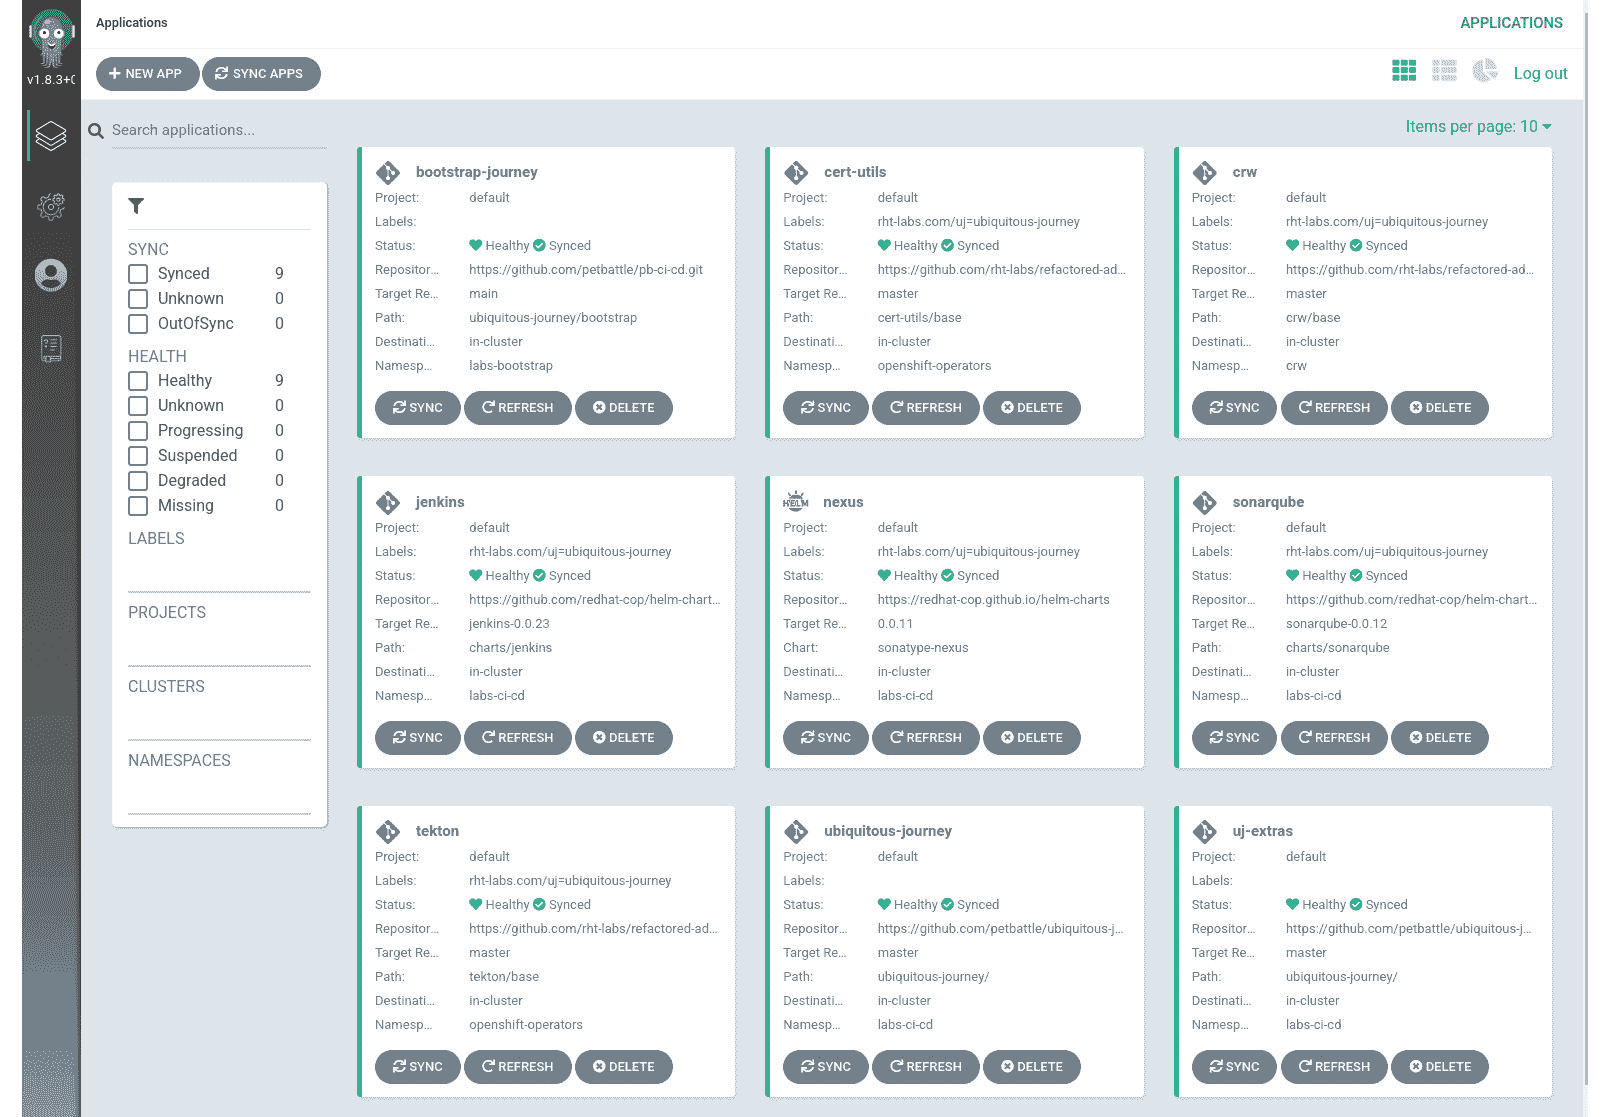 Applications
APPLICATIONS
v1.8.3+0
NEW APP
SYNC APPS
Log out
Search applications...
Items per page: 10
SYNC
Synced 9
Unknown 0
OutOfSync 0
HEALTH
Healthy 9
Unknown 0
Progressing 0
Suspended 0
Degraded 0
Missing 0
LABELS
PROJECTS
CLUSTERS
NAMESPACES
bootstrap-journey
Project: default
Labels:
Status: Healthy Synced
Repositor... https://github.com/petbattle/pb-ci-cd.git
Target Re... main
Path: ubiquitous-journey/bootstrap
Destinati... in-cluster
Namesp... labs-bootstrap
SYNC REFRESH DELETE
cert-utils
Project: default
Labels: rht-labs.com/uj=ubiquitous-journey
Status: Healthy Synced
Repositor... https://github.com/rht-labs/refactored-ad...
Target Re... master
Path: cert-utils/base
Destinati... in-cluster
Namesp... openshift-operators
SYNC REFRESH DELETE
crw
Project: default
Labels: rht-labs.com/uj=ubiquitous-journey
Status: Healthy Synced
Repositor... https://github.com/rht-labs/refactored-ad...
Target Re... master
Path: crw/base
Destinati... in-cluster
Namesp... crw
SYNC REFRESH DELETE
jenkins
Project: default
Labels: rht-labs.com/uj=ubiquitous-journey
Status: Healthy Synced
Repositor... https://github.com/redhat-cop/helm-chart...
Target Re... jenkins-0.0.23
Path: charts/jenkins
Destinati... in-cluster
Namesp... labs-ci-cd
SYNC REFRESH DELETE
HELM nexus
Project: default
Labels: rht-labs.com/uj=ubiquitous-journey
Status: Healthy Synced
Repositor... https://redhat-cop.github.io/helm-charts
Target Re... 0.0.11
Chart: sonatype-nexus
Destinati... in-cluster
Namesp... labs-ci-cd
SYNC REFRESH DELETE
sonarqube
Project: default
Labels: rht-labs.com/uj=ubiquitous-journey
Status: Healthy Synced
Repositor... https://github.com/redhat-cop/helm-chart...
Target Re... sonarqube-0.0.12
Path: charts/sonarqube
Destinati... in-cluster
Namesp... labs-ci-cd
SYNC REFRESH DELETE
tekton
Project: default
Labels: rht-labs.com/uj=ubiquitous-journey
Status: Healthy Synced
Repositor... https://github.com/rht-labs/refactored-ad...
Target Re... master
Path: tekton/base
Destinati... in-cluster
Namesp... openshift-operators
SYNC REFRESH DELETE
ubiquitous-journey
Project: default
Labels:
Status: Healthy Synced
Repositor... https://github.com/petbattle/ubiquitous-j...
Target Re... master
Path: ubiquitous-journey/
Destinati... in-cluster
Namesp... labs-ci-cd
SYNC REFRESH DELETE
uj-extras
Project: default
Labels:
Status: Healthy Synced
Repositor... https://github.com/petbattle/ubiquitous-j...
Target Re... master
Path: ubiquitous-journey/
Destinati... in-cluster
Namesp... labs-ci-cd
SYNC REFRESH DELETE